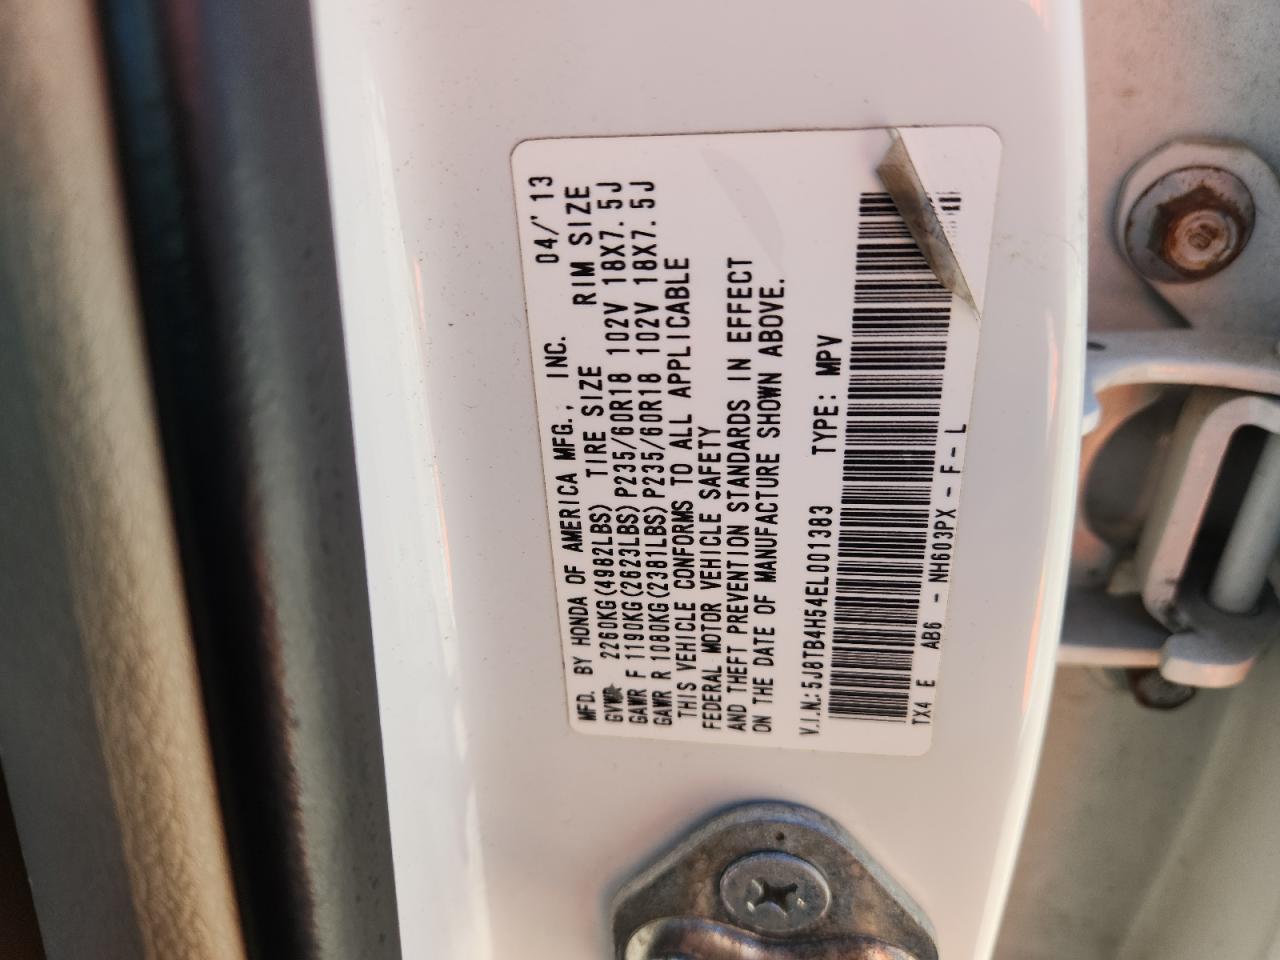 MFD. BY HONDA OF AMERICA MFG., INC. 04/'13
GVWR 2260KG(4982LBS) TIRE SIZE RIM SIZE
GAWR F 1190KG(2623LBS)P235/60R18 102V 18X7.5J
GAWR R 1080KG(2381LBS)P235/60R18 102V 18X7.5J
THIS VEHICLE CONFORMS TO ALL APPLICABLE
FEDERAL MOTOR VEHICLE SAFETY
AND THEFT PREVENTION STANDARDS IN EFFECT
ON THE DATE OF MANUFACTURE SHOWN ABOVE.
V.I.N.:5J8TB4H54EL001383 TYPE: MPV
TX4 E AB6 - NH603PX - F - L